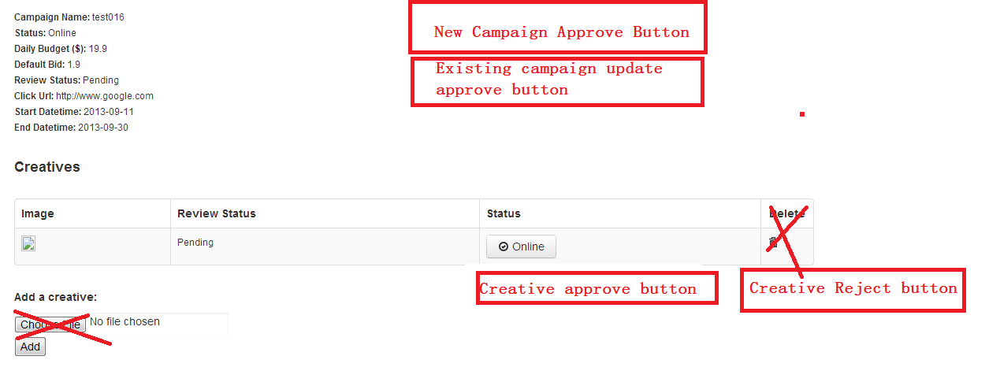 Campaign Name: test016
Status: Online
Daily Budget ($): 19.9
Default Bid: 1.9
Review Status: Pending
Click Url: http://www.google.com
Start Datetime: 2013-09-11
End Datetime: 2013-09-30
New Campaign Approve Button
Existing campaign update
approve button
Creatives
Image Review Status Status Delete
Pending Online
Creative approve button Creative Reject button
Add a creative:
Choose File No file chosen
Add